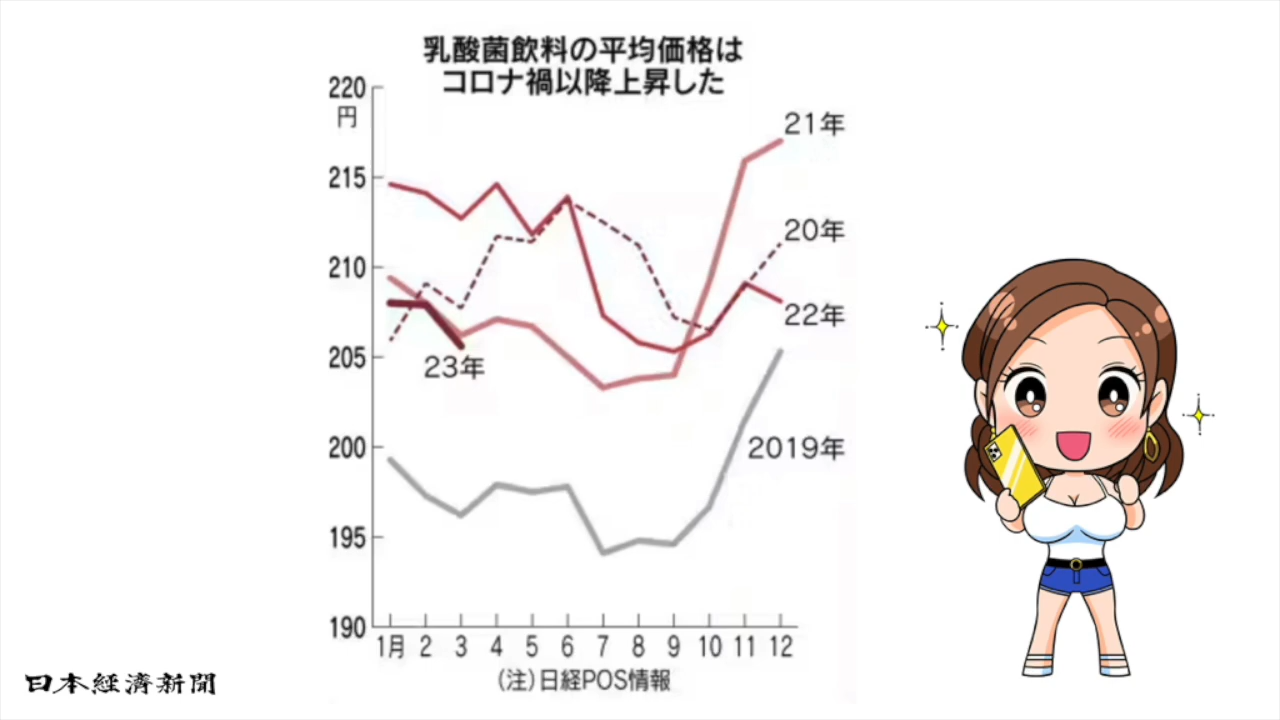 乳酸菌飲料の平均価格は
コロナ禍以降上昇した
220
円
21年
215
20年
210
22年
205
23年
200
2019年
195
190
1月 2 3 4 5 6 7 8 9 10 11 12
(注)日経POS情報
日本経済新聞